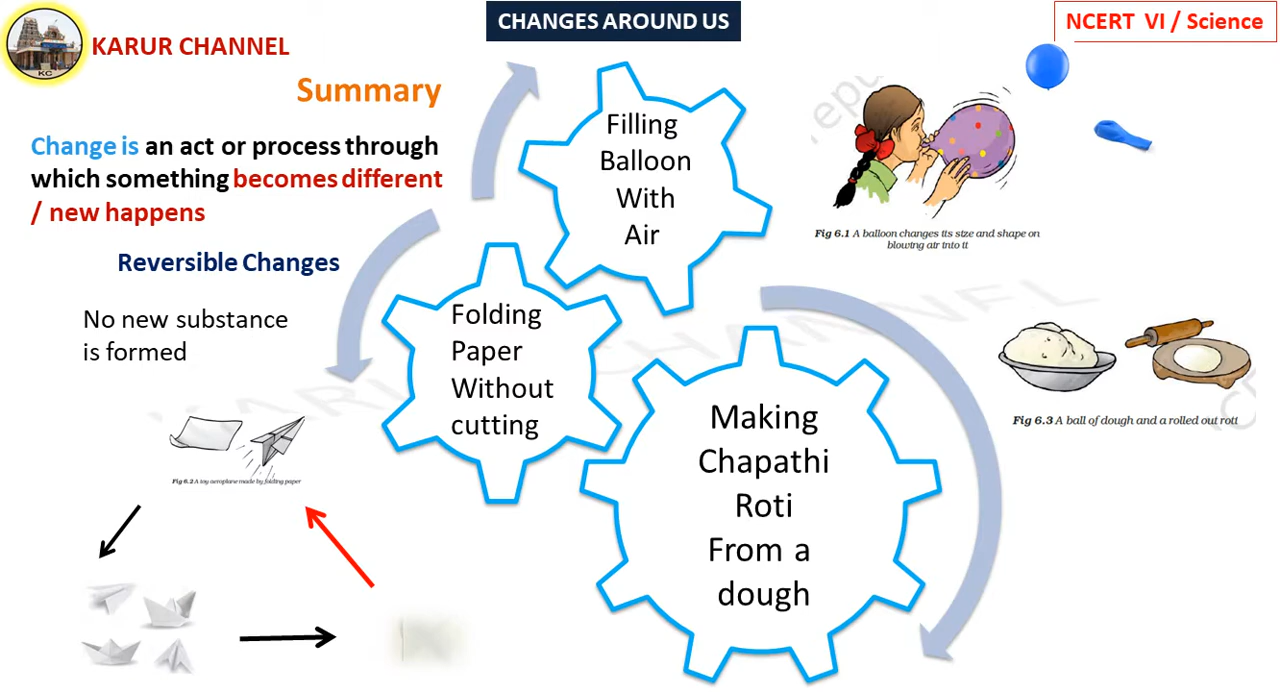 CHANGES AROUND US
NCERT VI / Science
KARUR CHANNEL
KC
Summary
Change is an act or process through
which something becomes different
/ new happens
Reversible Changes
No new substance
is formed
Fig 6.2 A toy aeroplane made by folding paper
Filling
Balloon
With
Air
Folding
Paper
Without
cutting
Making
Chapathi
Roti
From a
dough
Fig 6.1 A balloon changes its size and shape on
blowing air into it
Fig 6.3 A ball of dough and a rolled out roti
KARUR CHANNEL